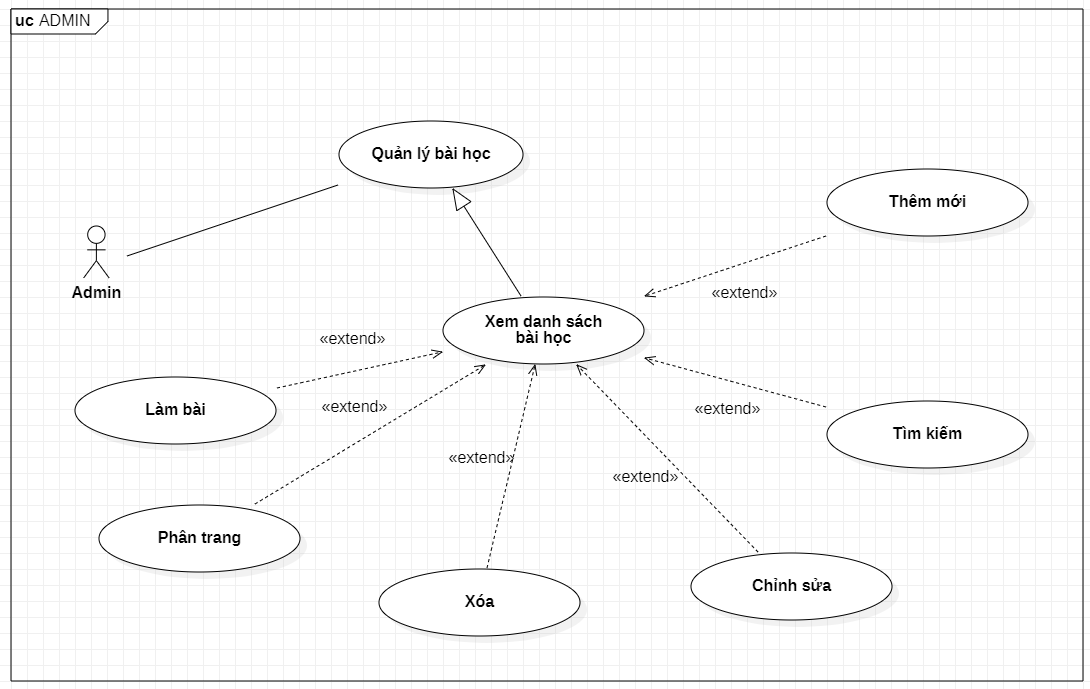 uc ADMIN
Quản lý bài học
Thêm mới
Admin
«extend»
Xem danh sách
bài học
«extend»
Làm bài
«extend»
«extend»
Tìm kiếm
«extend»
«extend»
Phân trang
Xóa
Chỉnh sửa